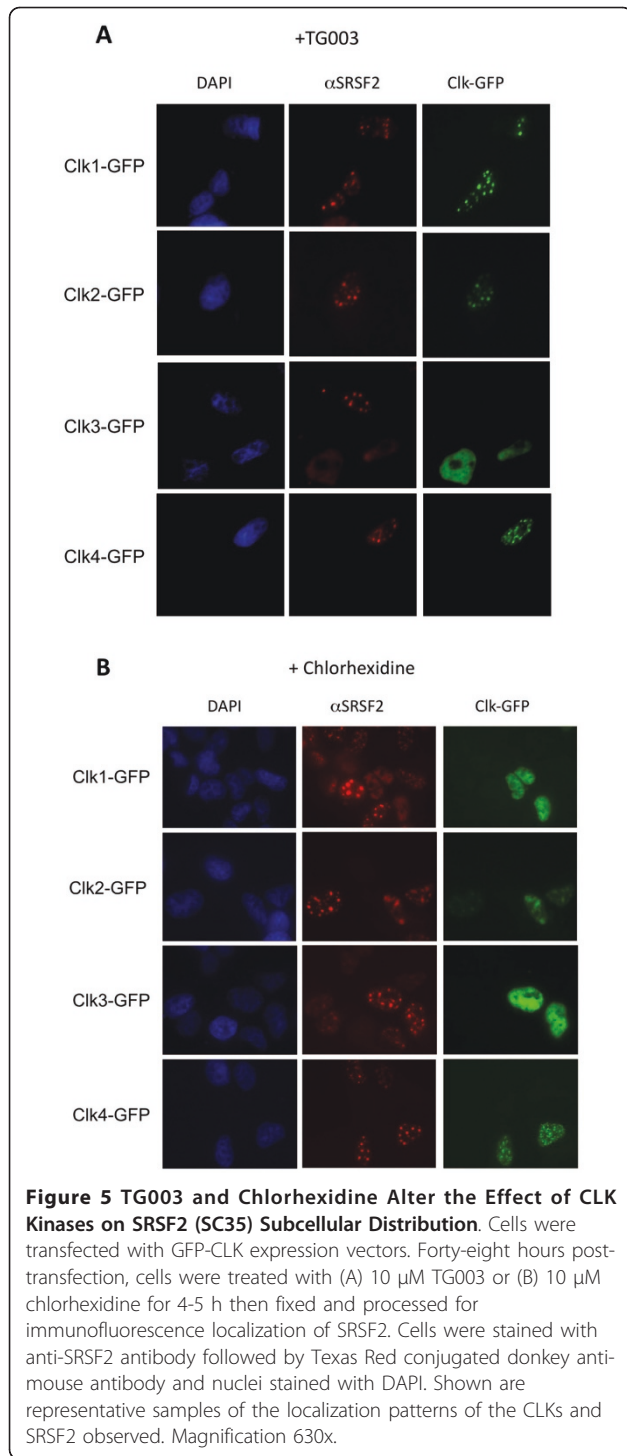 A
+TG003
DAPI αSRSF2 Clk-GFP
Clk1-GFP
Clk2-GFP
Clk3-GFP
Clk4-GFP
B
+ Chlorhexidine
DAPI αSRSF2 Clk-GFP
Clk1-GFP
Clk2-GFP
Clk3-GFP
Clk4-GFP
Figure 5 TG003 and Chlorhexidine Alter the Effect of CLK
Kinases on SRSF2 (SC35) Subcellular Distribution. Cells were
transfected with GFP-CLK expression vectors. Forty-eight hours post-
transfection, cells were treated with (A) 10 μM TG003 or (B) 10 μM
chlorhexidine for 4-5 h then fixed and processed for
immunofluorescence localization of SRSF2. Cells were stained with
anti-SRSF2 antibody followed by Texas Red conjugated donkey anti-
mouse antibody and nuclei stained with DAPI. Shown are
representative samples of the localization patterns of the CLKs and
SRSF2 observed. Magnification 630x.